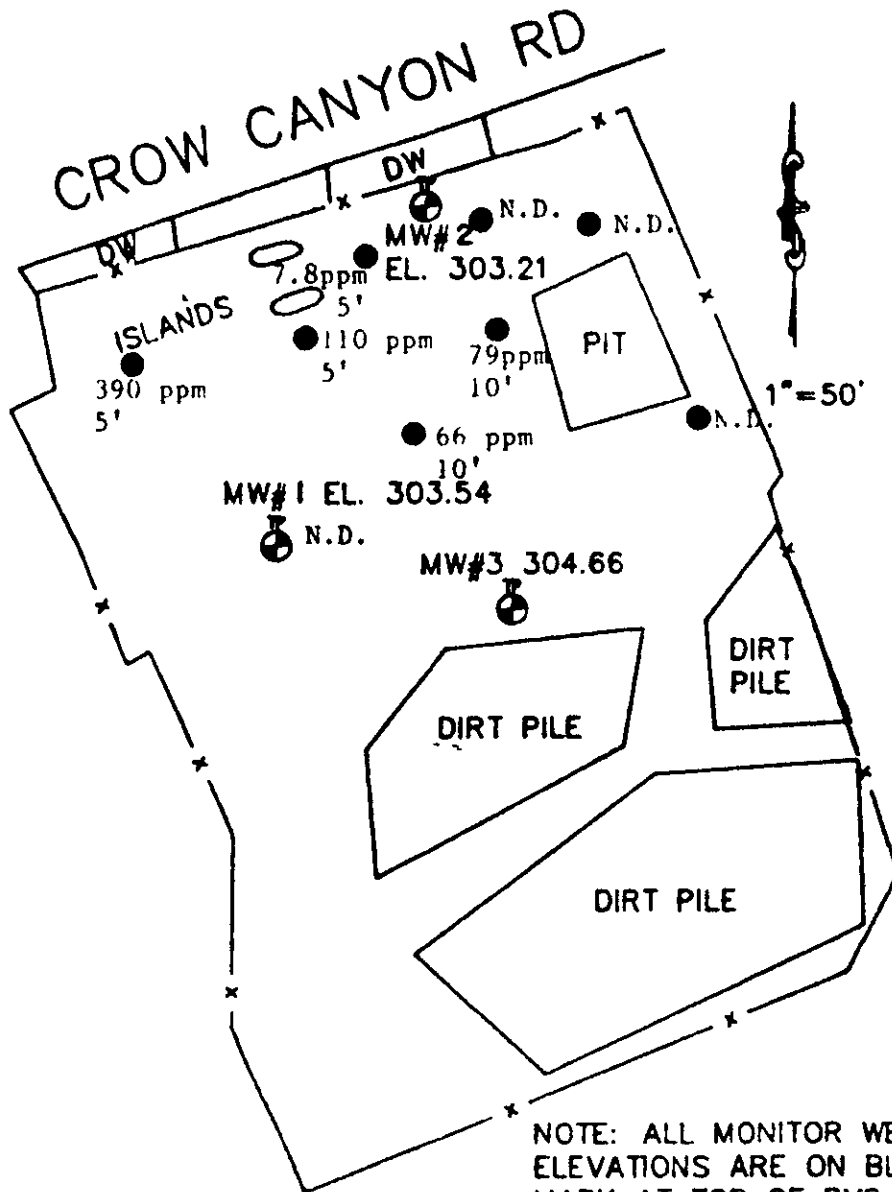 CROW CANYON RD
DW
DW
N.D.
N.D.
MW#2
EL. 303.21
7.8ppm
5'
ISLANDS
110 ppm
5'
79ppm
10'
PIT
390 ppm
5'
1"=50'
N.D.
66 ppm
10'
MW#1 EL. 303.54
N.D.
MW#3 304.66
DIRT
PILE
DIRT PILE
DIRT PILE
NOTE: ALL MONITOR WE
ELEVATIONS ARE ON BL